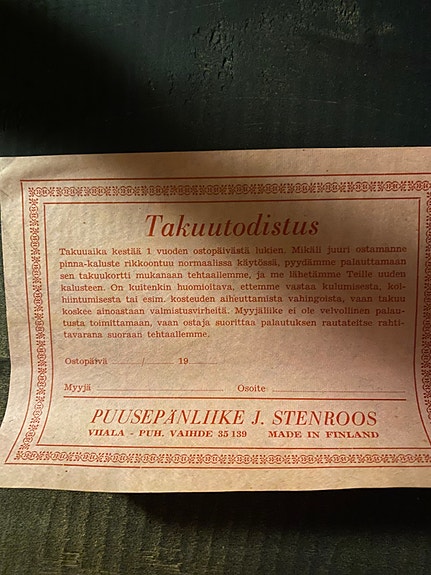 Takuutodistus
Takuuaika kestää 1 vuoden ostopäivästä lukien. Mikäli juuri ostamanne
pinna-kaluste rikkoontuu normaalissa käytössä, pyydämme palauttamaan
sen takuukortti mukanaan tehtaallemme, ja me lähetämme Teille uuden
kalusteen. On kuitenkin huomioitava, ettemme vastaa kulumisesta, kol-
hiintumisesta tai esim. kosteuden aiheuttamista vahingoista, vaan takuu
koskee ainoastaan valmistusvirheitä. Myyjäliike ei ole velvollinen palau-
tusta toimittamaan, vaan ostaja suorittaa palautuksen rautateitse rahti-
tavarana suoraan tehtaallemme.
Ostopäivä ........ / ........ 19
Myyjä ........ Osoite ........
PUUSEPÄNLIIKE J. STENROOS
VIIALA - PUH. VAIHDE 35 139 MADE IN FINLAND